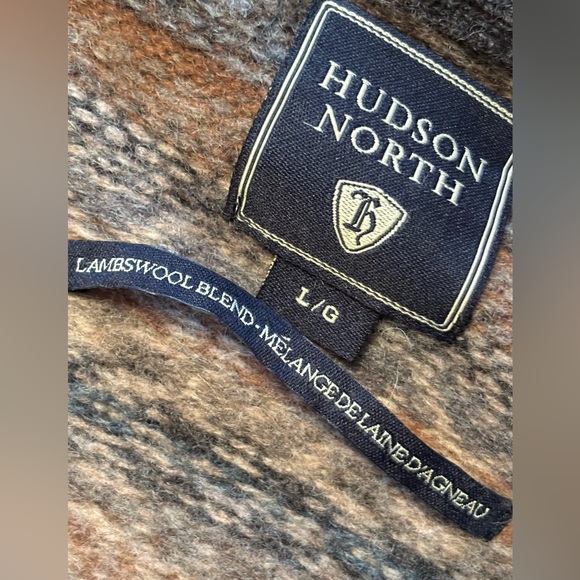 HUDSON
NORTH
h
L/G
LAMBSWOOL BLEND - MÉLANGE DE LAINE D'AGNEAU